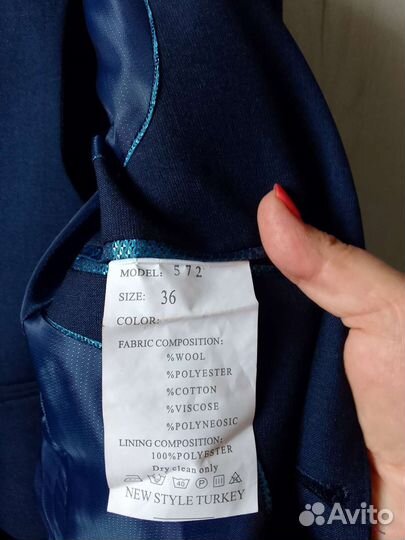 MODEL: 572
SIZE: 36
COLOR:
FABRIC COMPOSITION:
%WOOL
%POLYESTER
%COTTON
%VISCOSE
%POLYNEOSIC
LINING COMPOSITION:
100%POLYESTER
Dry clean only
40
NEW STYLE TURKEY
Avito